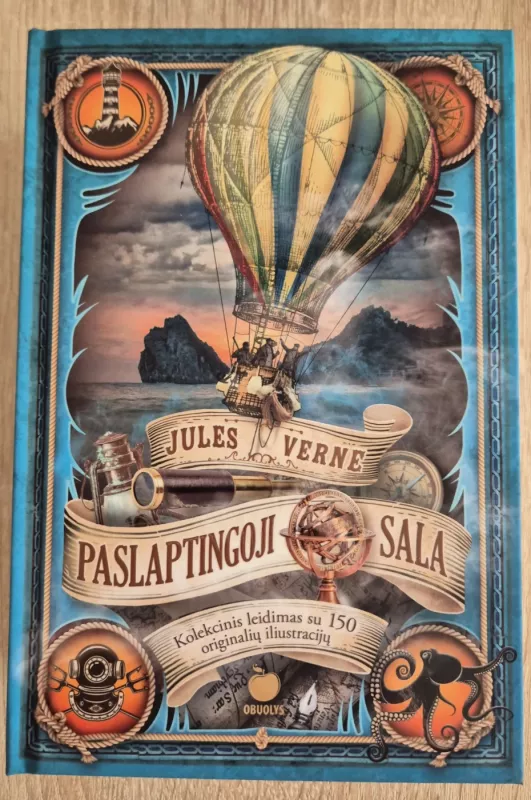 JULES VERNE
PASLAPTINGOJI SALA
Kolekcinis leidimas su 150
originalių iliustracijų
OBUOLYS